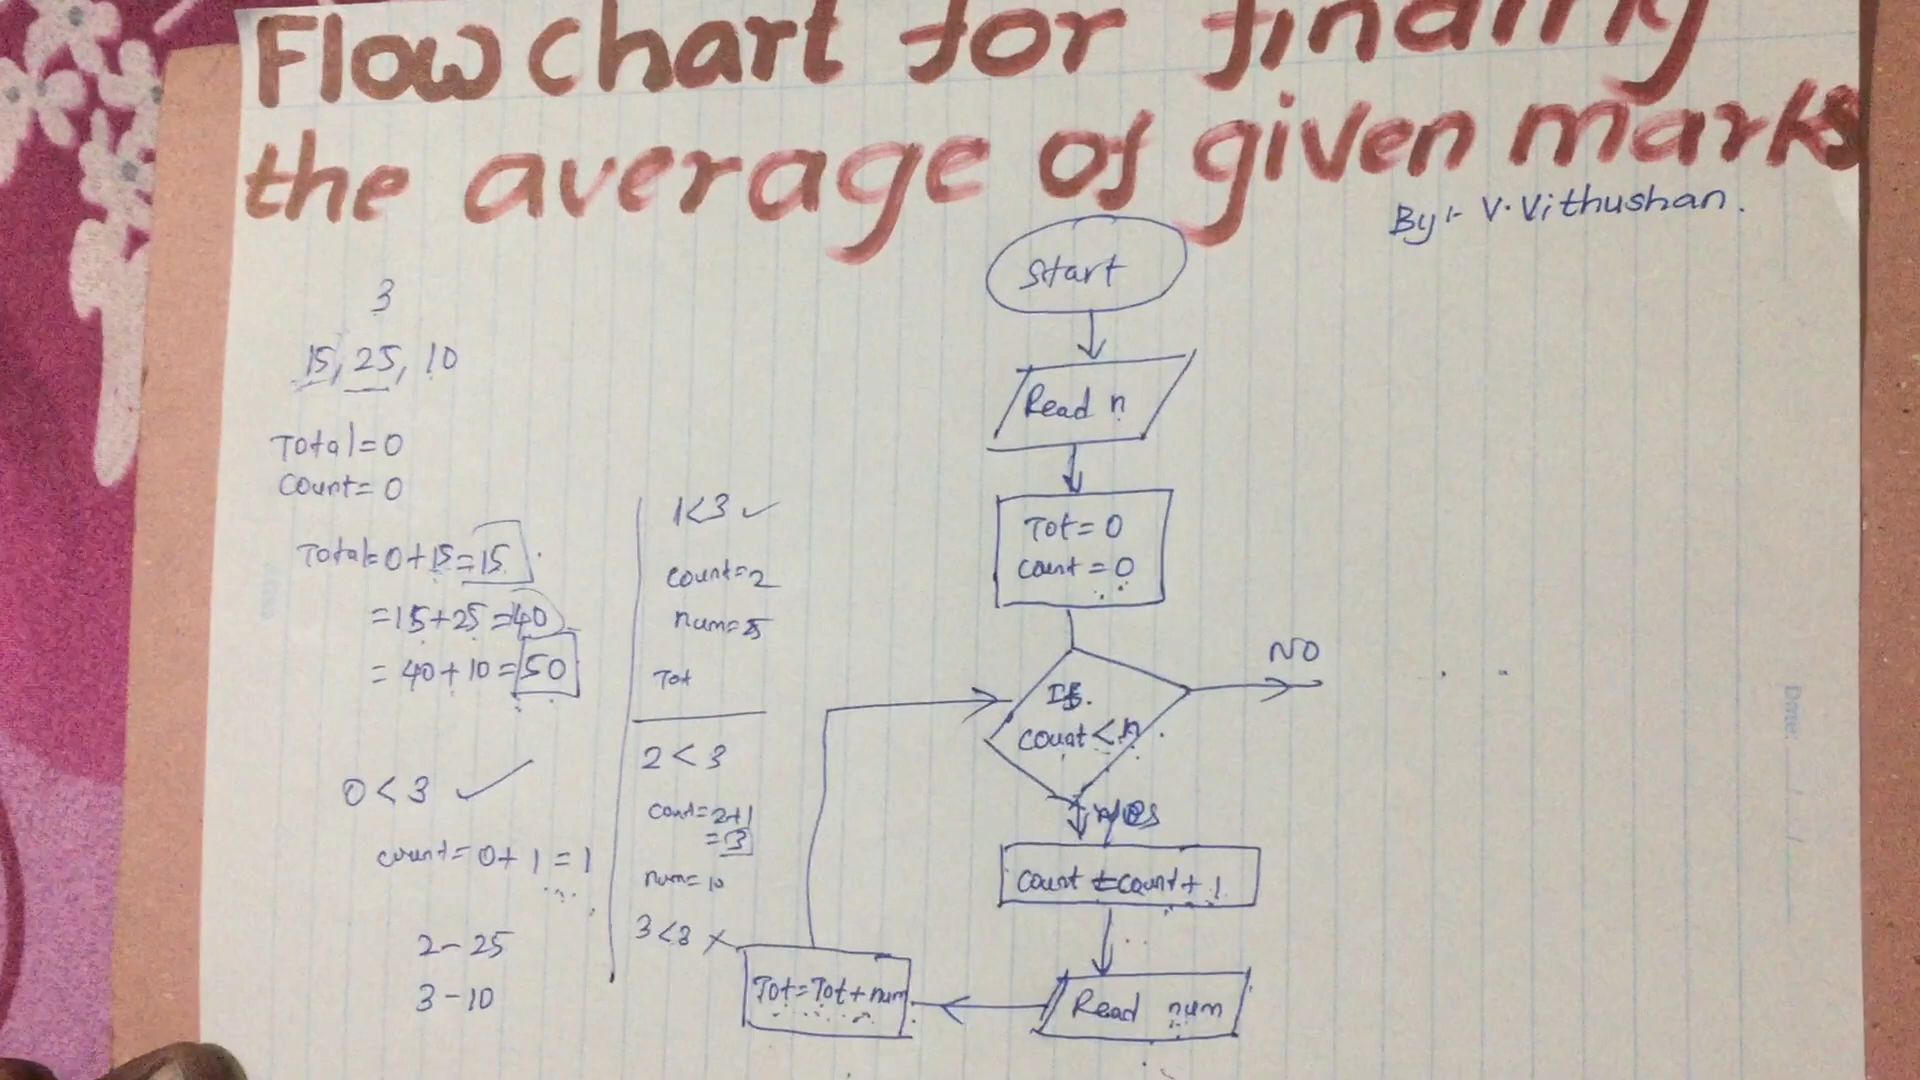 Flow chart for finding
the average of given marks
By:- V.Vithushan.
3
15, 25, 10
Total=0
Count=0
Total=0+15=15
=15+25=40
=40+10=50
0<3 ✓
count=0+1=1
2-25
3-10
1<3 ✓
count=2
num=25
Tot
2<3
count=2+1
=3
num=10
3<3 ×
Start
Read n
Tot=0
count=0
If
count<n
NO
yes
count=count+1
Read num
Tot=Tot+num
Date: